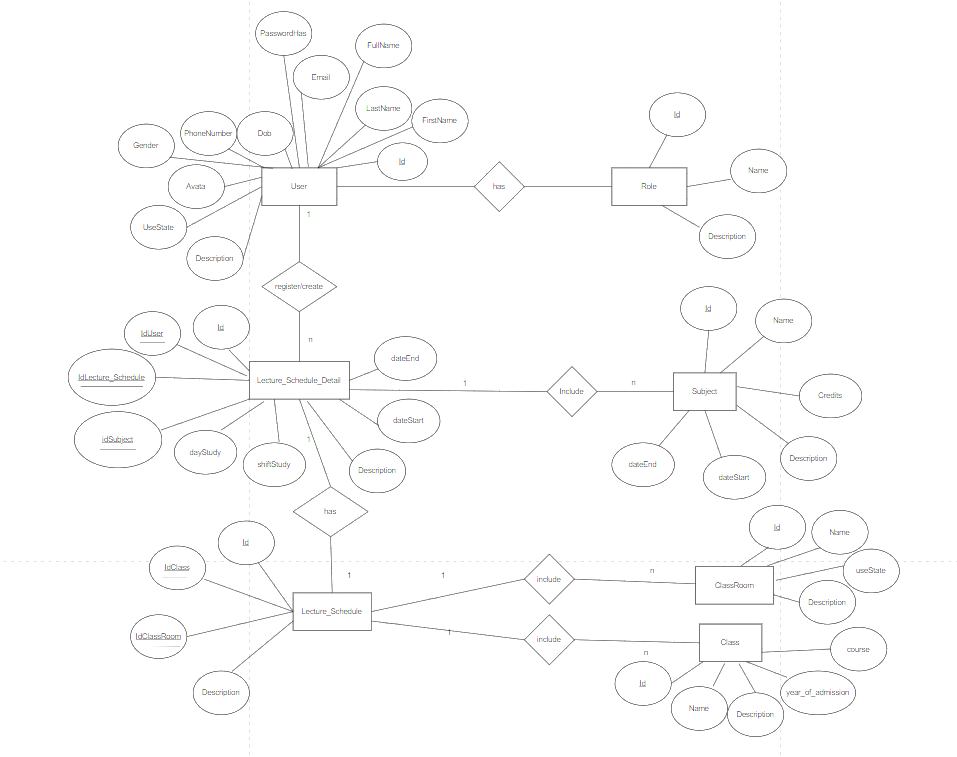 PasswordHas
FullName
Email
LastName
FirstName
PhoneNumber
Dob
Gender
Id
Avata
User
UseState
Description
1
has
Id
Role
Name
Description
register/create
n
IdUser
Id
IdLecture_Schedule
Lecture_Schedule_Detail
dateEnd
idSubject
dayStudy
shiftStudy
1
Description
dateStart
1
Include
n
Id
Name
Subject
Credits
dateEnd
dateStart
Description
has
1
Id
IdClass
IdClassRoom
Lecture_Schedule
Description
1
include
n
Id
Name
ClassRoom
useState
Description
1
include
n
Class
course
Id
Name
Description
year_of_admission